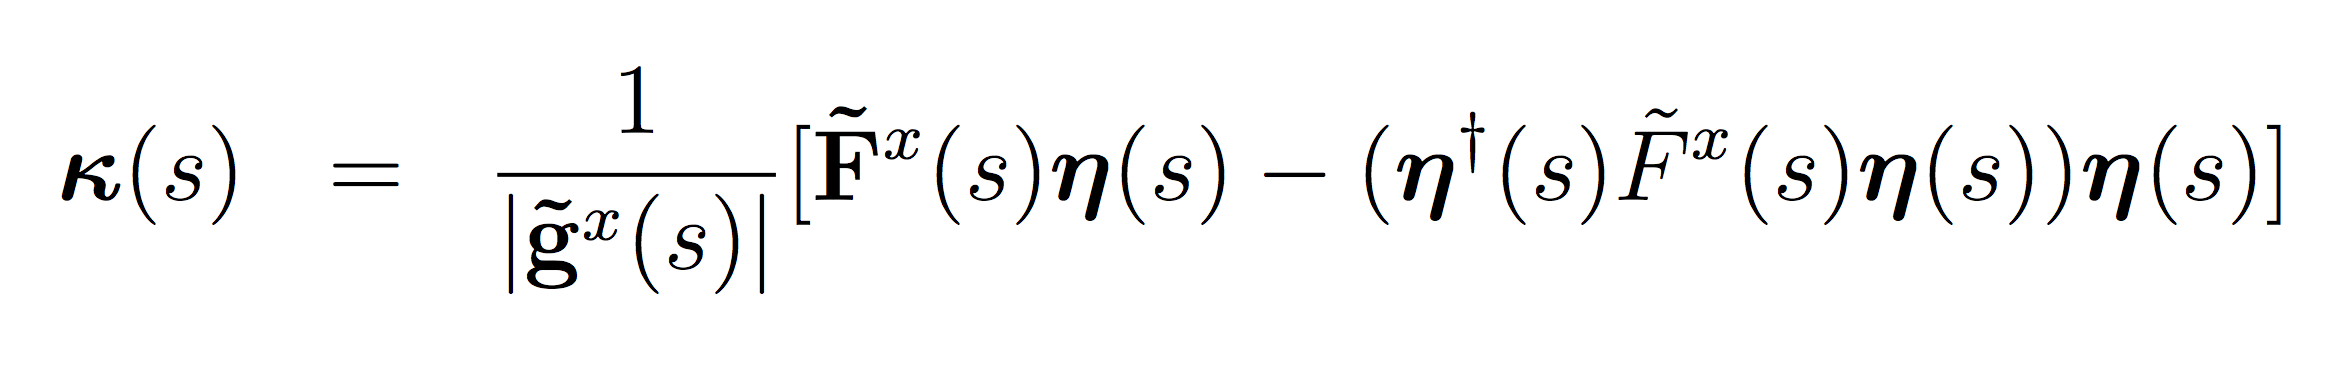 𝜿(s) = 1/|g̃ˣ(s)| [F̃ˣ(s)𝜼(s) − (𝜼†(s)F̃ˣ(s)𝜼(s))𝜼(s)]